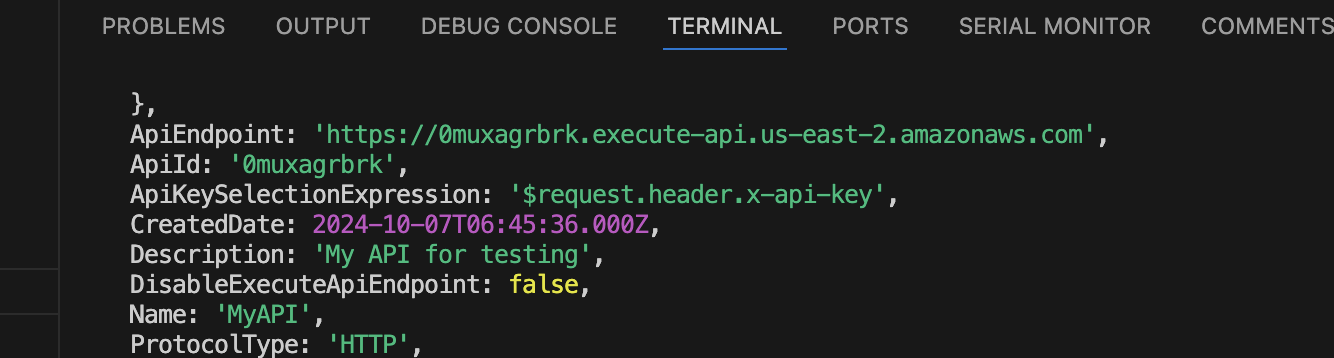 PROBLEMS OUTPUT DEBUG CONSOLE TERMINAL PORTS SERIAL MONITOR COMMENTS
},
ApiEndpoint: 'https://0muxagrbrk.execute-api.us-east-2.amazonaws.com',
ApiId: '0muxagrbrk',
ApiKeySelectionExpression: '$request.header.x-api-key',
CreatedDate: 2024-10-07T06:45:36.000Z,
Description: 'My API for testing',
DisableExecuteApiEndpoint: false,
Name: 'MyAPI',
ProtocolType: 'HTTP',